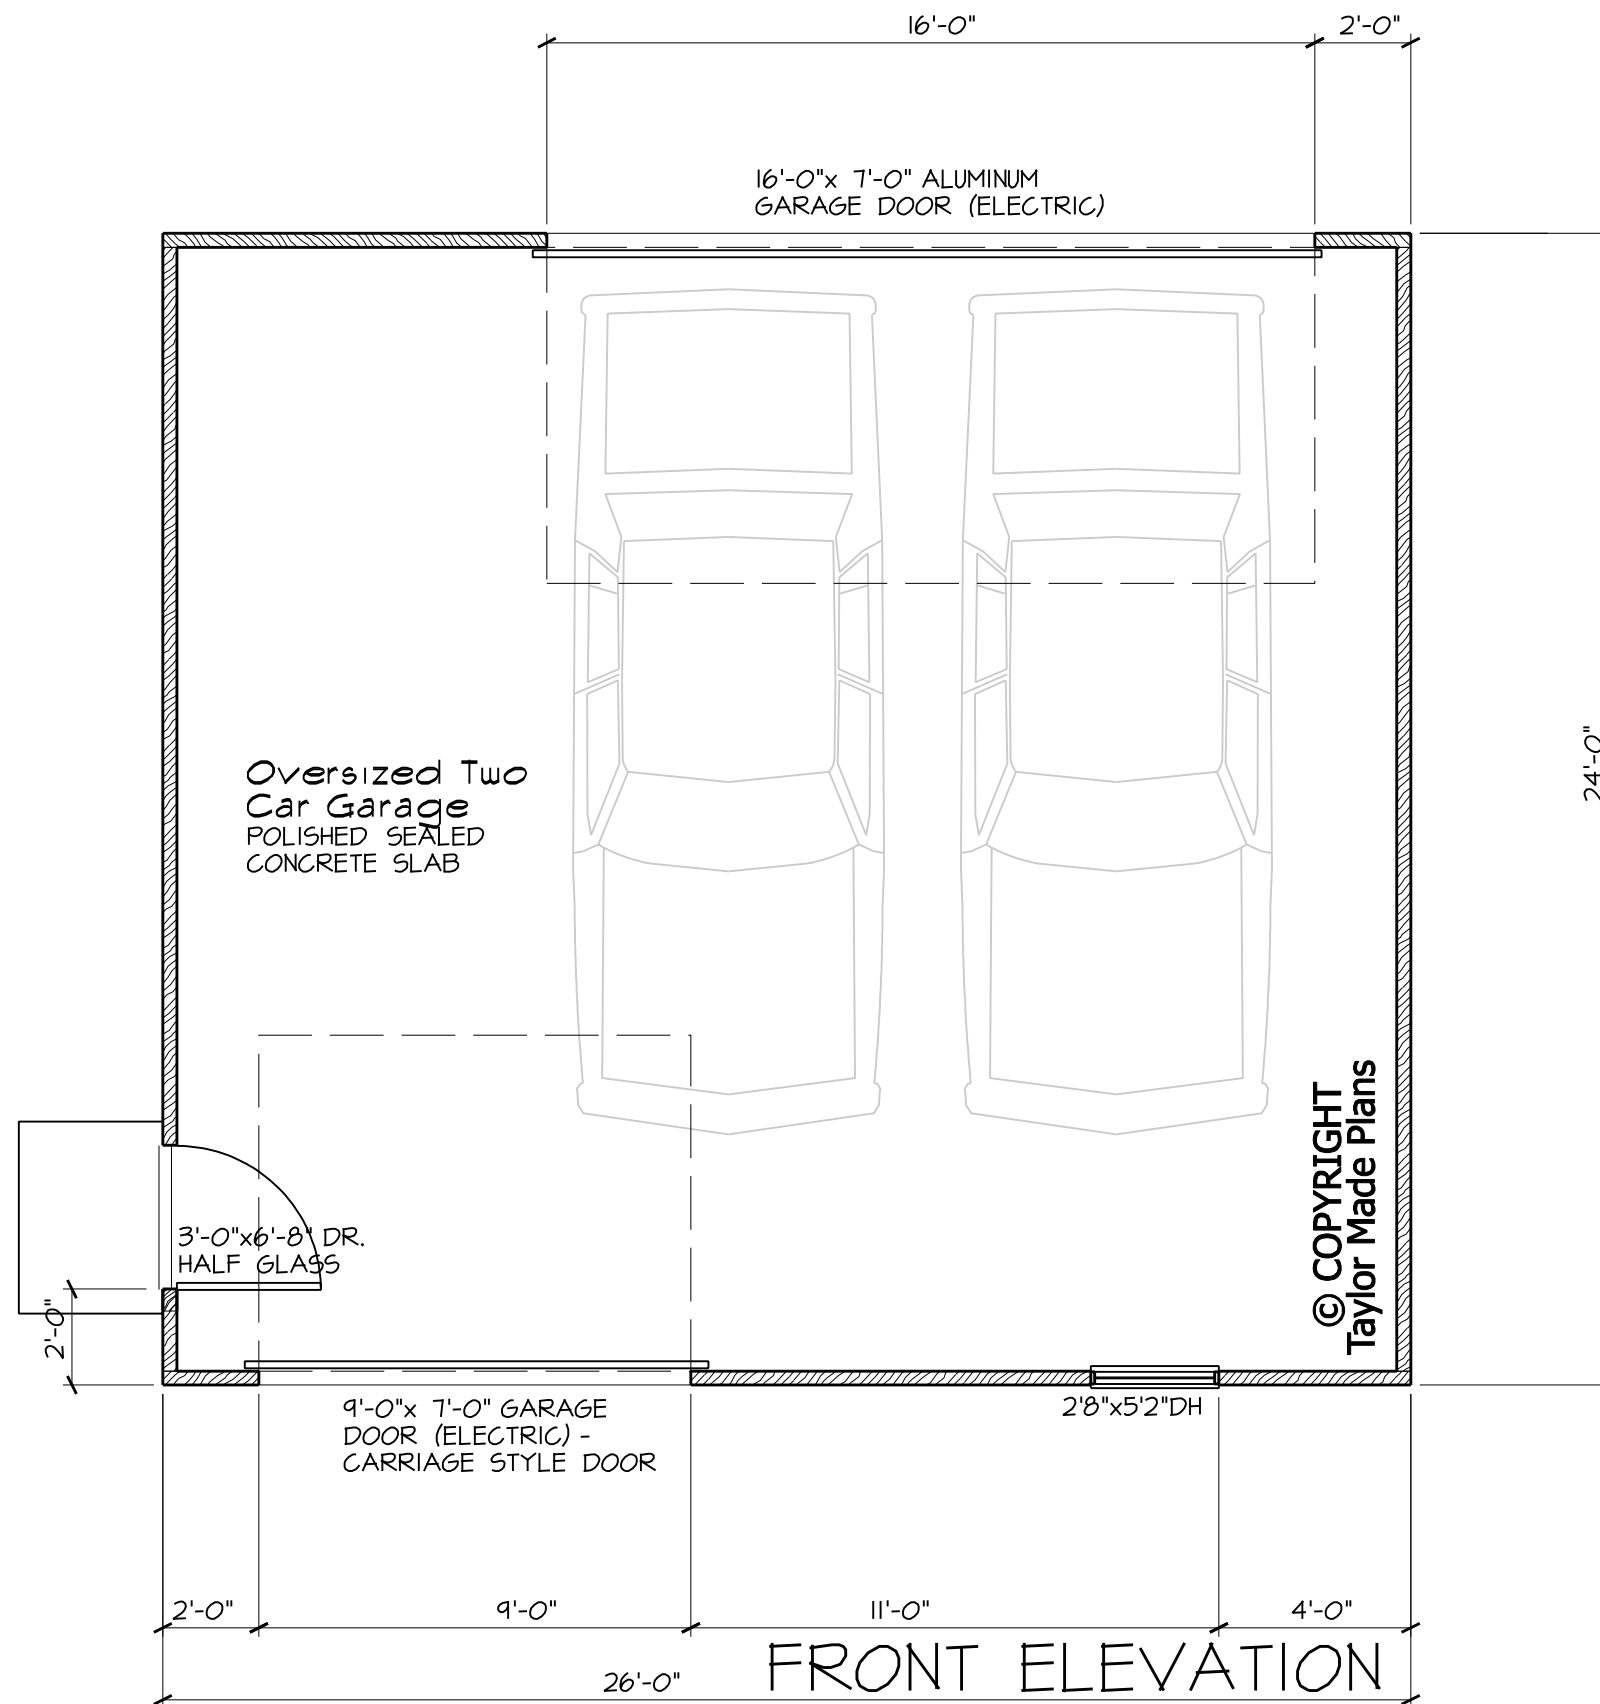 16'-0"
2'-0"
16'-0"x 7'-0" ALUMINUM
GARAGE DOOR (ELECTRIC)
24'-0"
Oversized Two
Car Garage
POLISHED SEALED
CONCRETE SLAB
© COPYRIGHT
Taylor Made Plans
3'-0"x6'-8" DR.
HALF GLASS
2'-0"
9'-0"x 7'-0" GARAGE
DOOR (ELECTRIC) -
CARRIAGE STYLE DOOR
2'8"x5'2"DH
2'-0"
9'-0"
11'-0"
4'-0"
26'-0"
FRONT ELEVATION